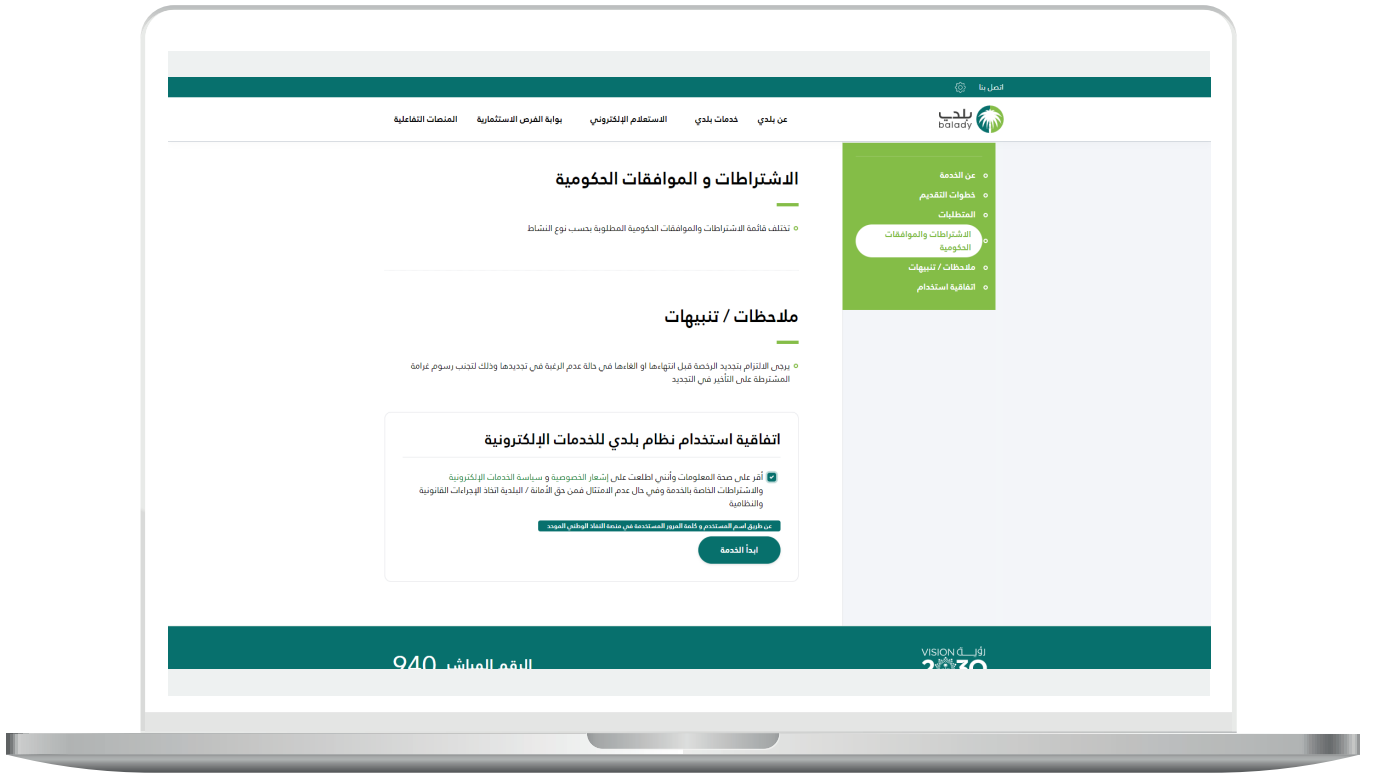 اتصل بنا
بلدي
balady
عن بلدي
خدمات بلدي
الاستعلام الإلكتروني
بوابة الفرص الاستثمارية
المنصات التفاعلية
عن الخدمة
خطوات التقديم
المتطلبات
الاشتراطات والموافقات
الحكومية
ملاحظات / تنبيهات
اتفاقية استخدام
الاشتراطات و الموافقات الحكومية
تختلف قائمة الاشتراطات والموافقات الحكومية المطلوبة بحسب نوع النشاط
ملاحظات / تنبيهات
يرجى الالتزام بتجديد الرخصة قبل انتهاءها او الغاءها في حالة عدم الرغبة في تجديدها وذلك لتجنب رسوم غرامة
المشترطة على التأخير في التجديد
اتفاقية استخدام نظام بلدي للخدمات الإلكترونية
أقر على صحة المعلومات وأنني اطلعت على إشعار الخصوصية و سياسة الخدمات الإلكترونية
والاشتراطات الخاصة بالخدمة وفي حال عدم الامتثال فمن حق الأمانة / البلدية اتخاذ الإجراءات القانونية
والنظامية
عن طريق اسم المستخدم و كلمة المرور المستخدمة في منصة النفاذ الوطني الموحد
ابدأ الخدمة
رؤيــة VISION
2030
الرقم المباشر 940